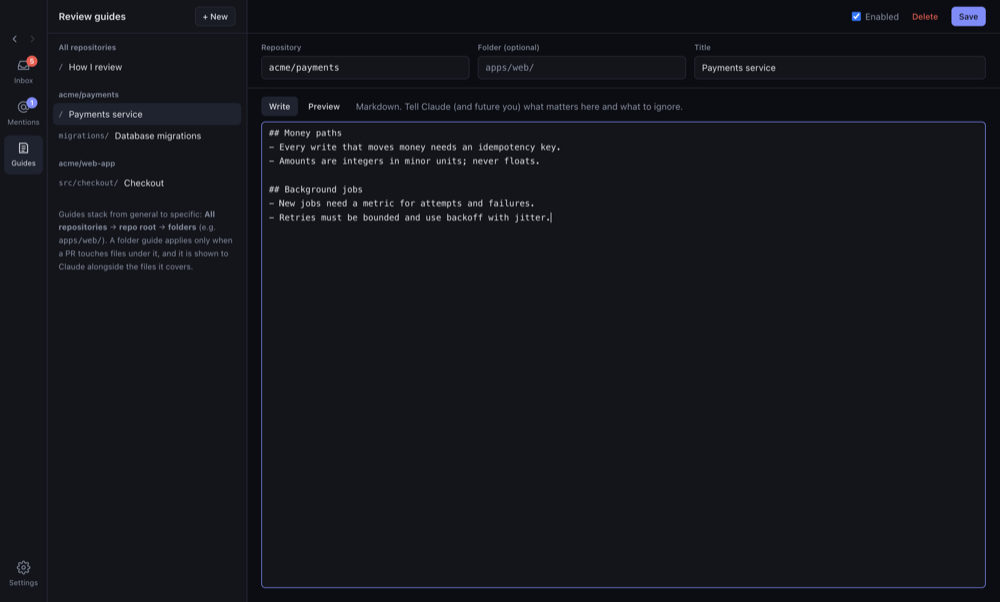 Review guides
+ New
Enabled
Delete
Save
5
Inbox
1
Mentions
Guides
Settings
All repositories
/ How I review
acme/payments
/ Payments service
migrations/ Database migrations
acme/web-app
src/checkout/ Checkout
Guides stack from general to specific: All
repositories → repo root → folders (e.g.
apps/web/). A folder guide applies only when
a PR touches files under it, and it is shown to
Claude alongside the files it covers.
Repository
acme/payments
Folder (optional)
apps/web/
Title
Payments service
Write
Preview
Markdown. Tell Claude (and future you) what matters here and what to ignore.
## Money paths
- Every write that moves money needs an idempotency key.
- Amounts are integers in minor units; never floats.
## Background jobs
- New jobs need a metric for attempts and failures.
- Retries must be bounded and use backoff with jitter.